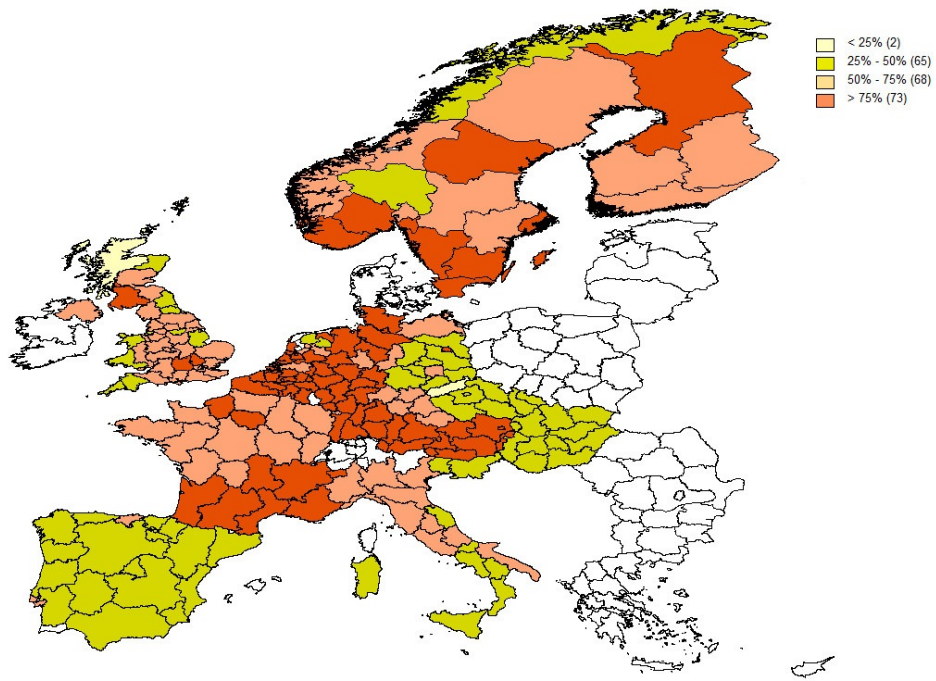 < 25% (2)
25% - 50% (65)
50% - 75% (68)
> 75% (73)